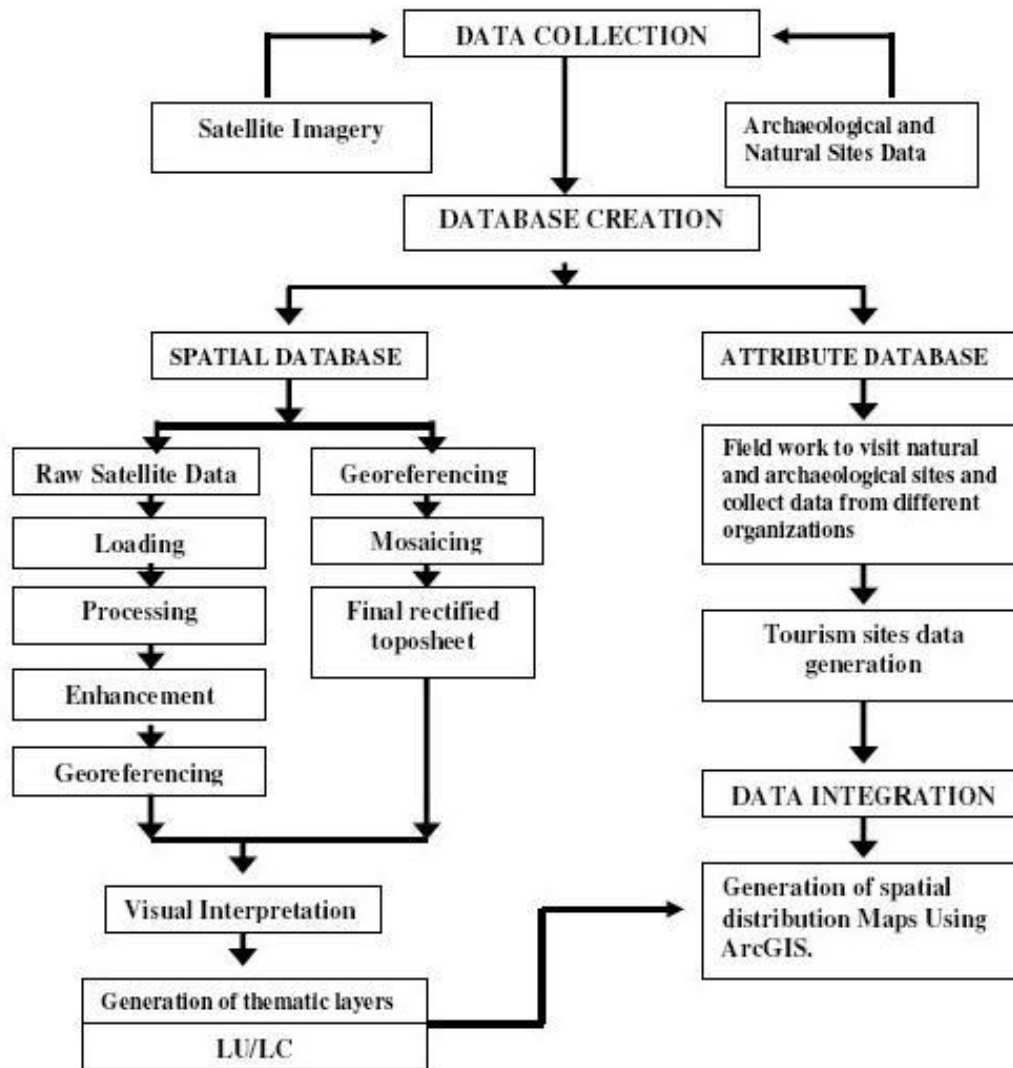 DATA COLLECTION
Satellite Imagery
Archaeological and
Natural Sites Data
DATABASE CREATION
SPATIAL DATABASE
ATTRIBUTE DATABASE
Raw Satellite Data
Loading
Processing
Enhancement
Georeferencing
Georeferencing
Mosaicing
Final rectified
toposheet
Field work to visit natural
and archaeological sites and
collect data from different
organizations
Tourism sites data
generation
DATA INTEGRATION
Visual Interpretation
Generation of thematic layers
LU/LC
Generation of spatial
distribution Maps Using
ArcGIS.